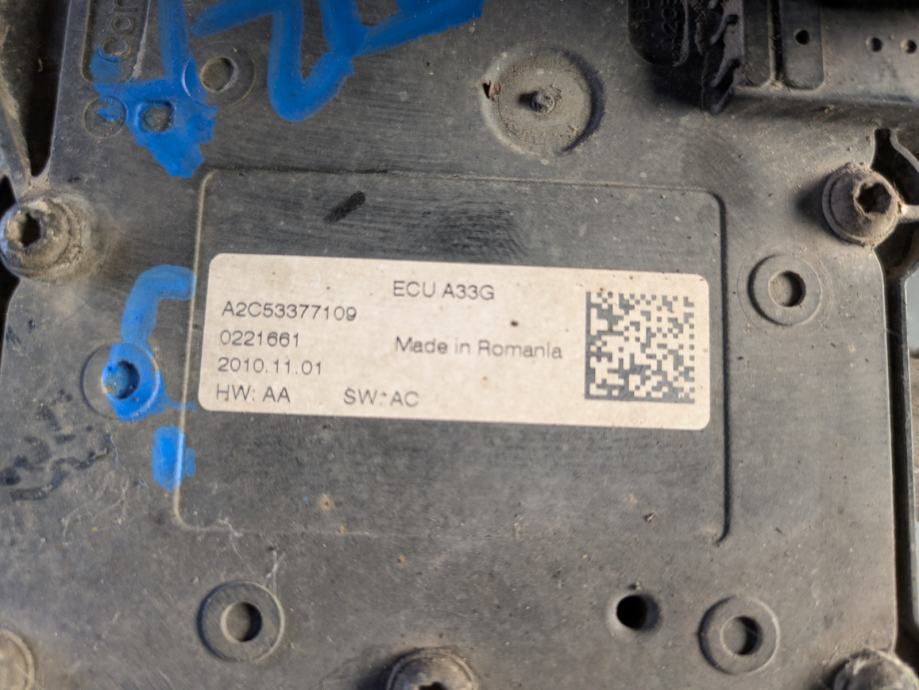 ECU A33G
A2C53377109
0221661
Made in Romania
2010.11.01
HW: AA SW: AC